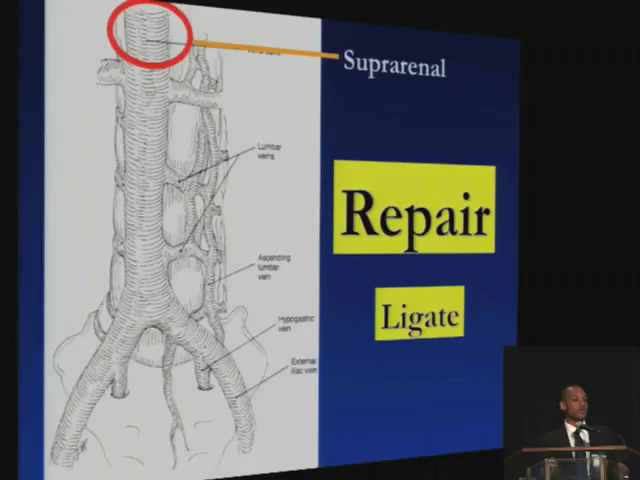 Suprarenal
Lumbar
veins
Repair
Ascending
lumbar
vein
Ligate
Hypogastric
vein
External
iliac vein